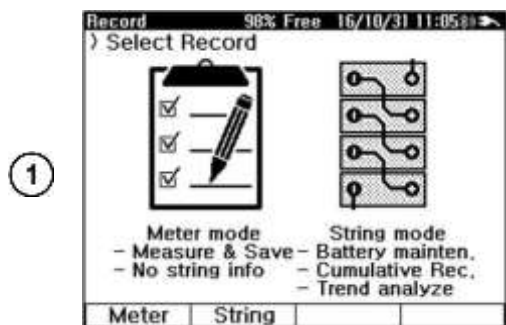 Record 98% Free 16/10/31 11:05
) Select Record
1
Meter mode
- Measure & Save
- No string info
String mode
- Battery mainten.
- Cumulative Rec.
- Trend analyze
Meter String